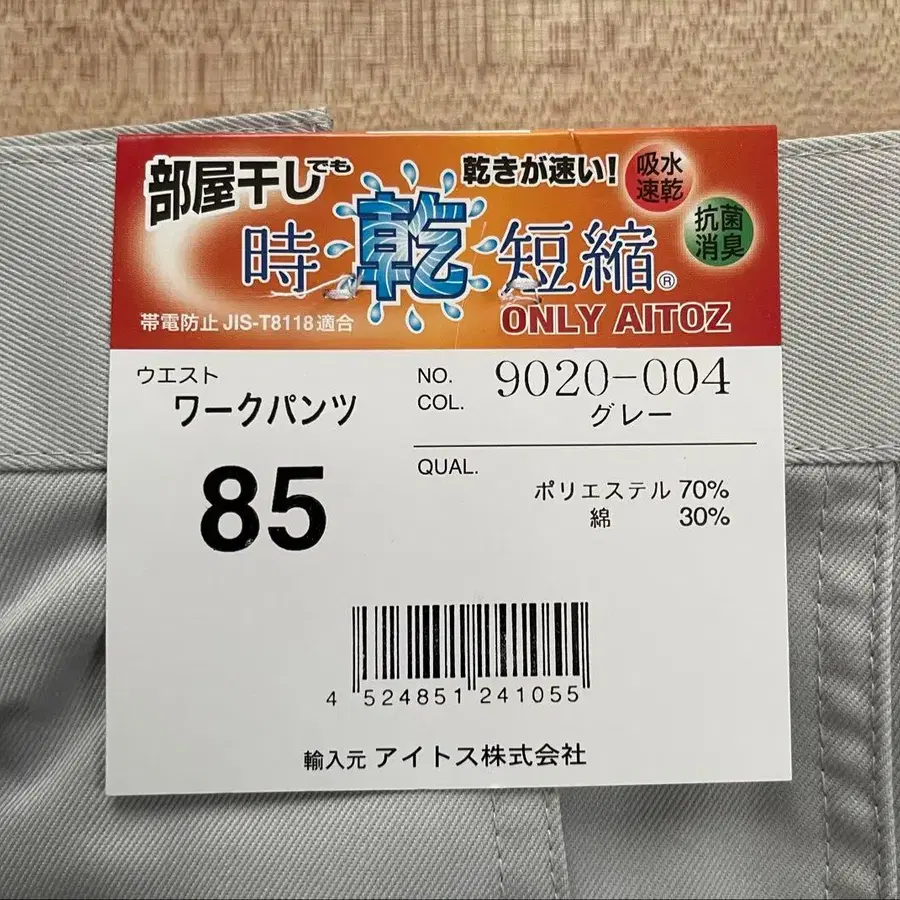 部屋干しでも 乾きが速い! 吸水速乾
時乾短縮® 抗菌消臭
帯電防止 JIS-T8118適合 ONLY AITOZ
ウエスト
ワークパンツ
85
NO. 9020-004
COL. グレー
QUAL.
ポリエステル 70%
綿 30%
4 524851 241055
輸入元 アイトス株式会社